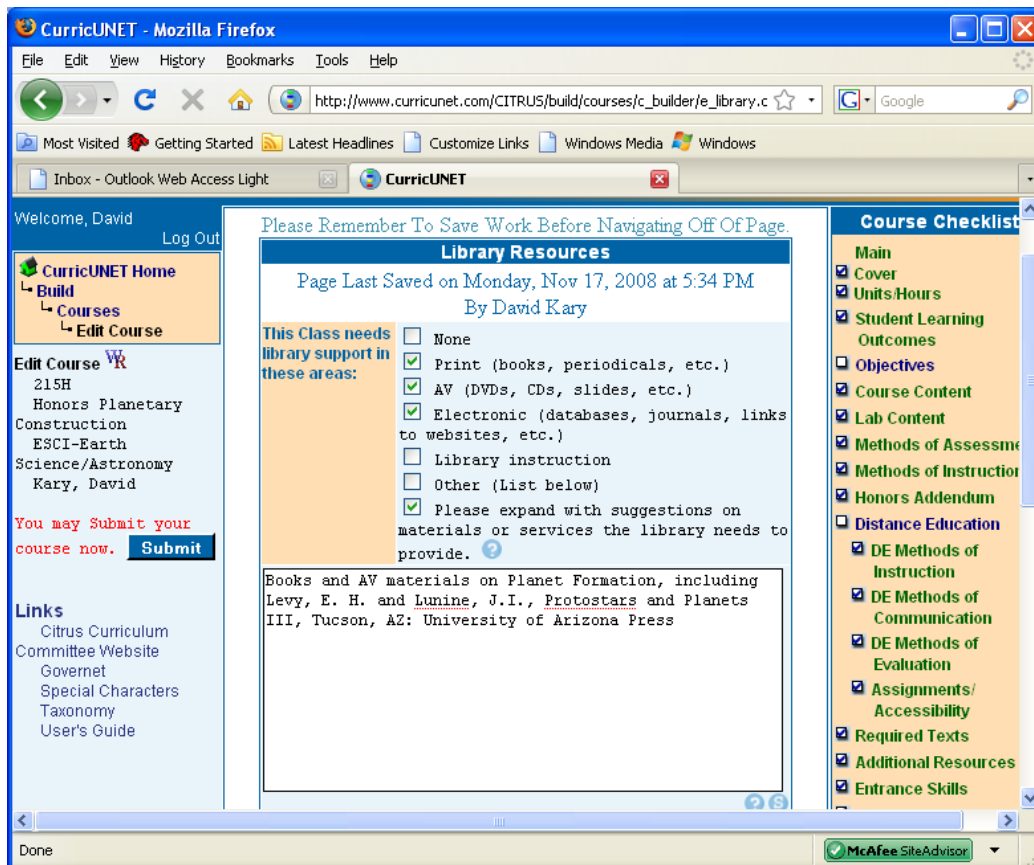 CurricUNET - Mozilla Firefox
File Edit View History Bookmarks Tools Help
http://www.curricunet.com/CITRUS/build/courses/c_builder/e_library.c
G Google
Most Visited Getting Started Latest Headlines Customize Links Windows Media Windows
Inbox - Outlook Web Access Light
CurricUNET
Welcome, David
Log Out
CurricUNET Home
Build
Courses
Edit Course
Edit Course WR
215H
Honors Planetary
Construction
ESCI-Earth
Science/Astronomy
Kary, David
You may Submit your
course now. Submit
Links
Citrus Curriculum
Committee Website
Governet
Special Characters
Taxonomy
User's Guide
Please Remember To Save Work Before Navigating Off Of Page.
Library Resources
Page Last Saved on Monday, Nov 17, 2008 at 5:34 PM
By David Kary
This Class needs
library support in
these areas:
None
Print (books, periodicals, etc.)
AV (DVDs, CDs, slides, etc.)
Electronic (databases, journals, links
to websites, etc.)
Library instruction
Other (List below)
Please expand with suggestions on
materials or services the library needs to
provide. ?
Books and AV materials on Planet Formation, including
Levy, E. H. and Lunine, J.I., Protostars and Planets
III, Tucson, AZ: University of Arizona Press
? S
Course Checklist
Main
Cover
Units/Hours
Student Learning
Outcomes
Objectives
Course Content
Lab Content
Methods of Assessme
Methods of Instruction
Honors Addendum
Distance Education
DE Methods of
Instruction
DE Methods of
Communication
DE Methods of
Evaluation
Assignments/
Accessibility
Required Texts
Additional Resources
Entrance Skills
Done
McAfee SiteAdvisor